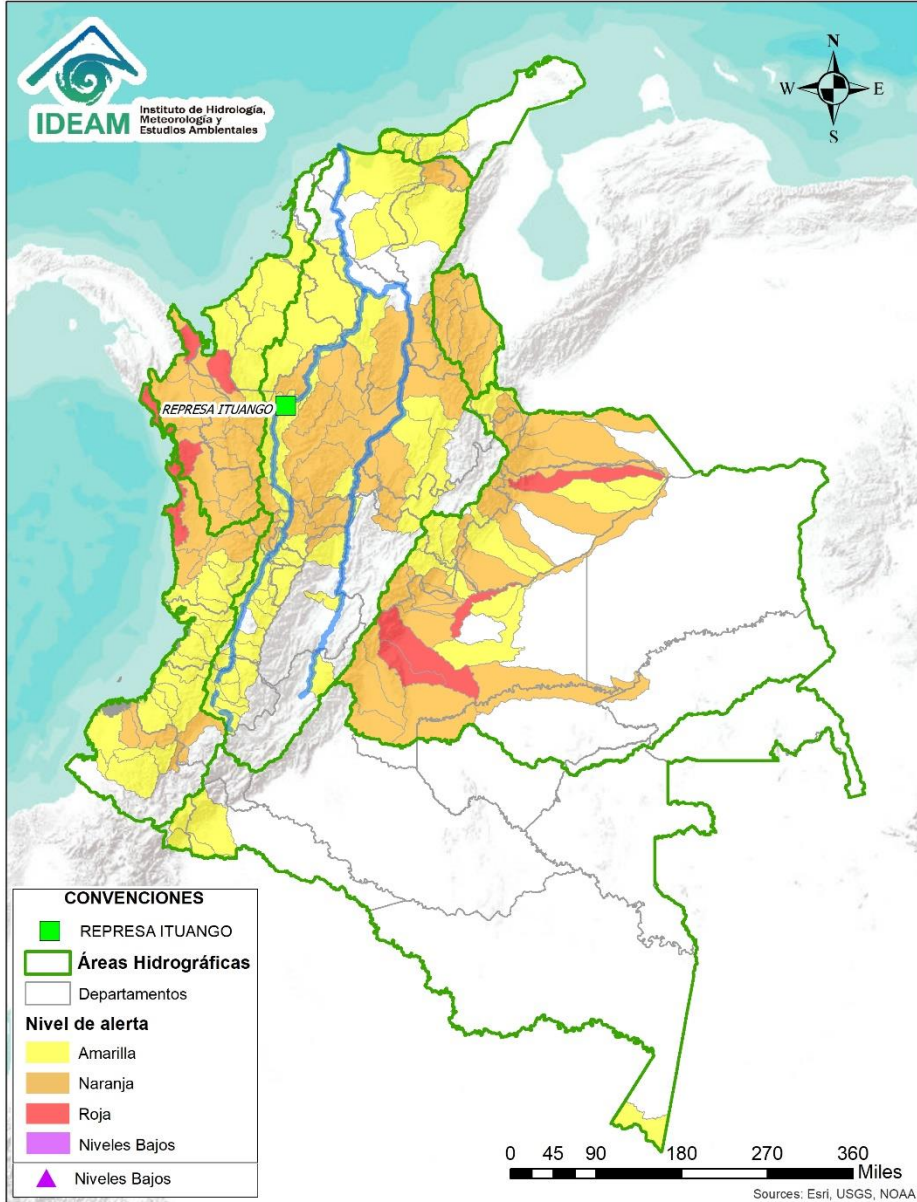 IDEAM
Instituto de Hidrología,
Meteorología y
Estudios Ambientales
N
W
E
S
REPRESA ITUANGO
CONVENCIONES
REPRESA ITUANGO
Áreas Hidrográficas
Departamentos
Nivel de alerta
Amarilla
Naranja
Roja
Niveles Bajos
Niveles Bajos
0 45 90 180 270 360
Miles
Sources: Esri, USGS, NOAA